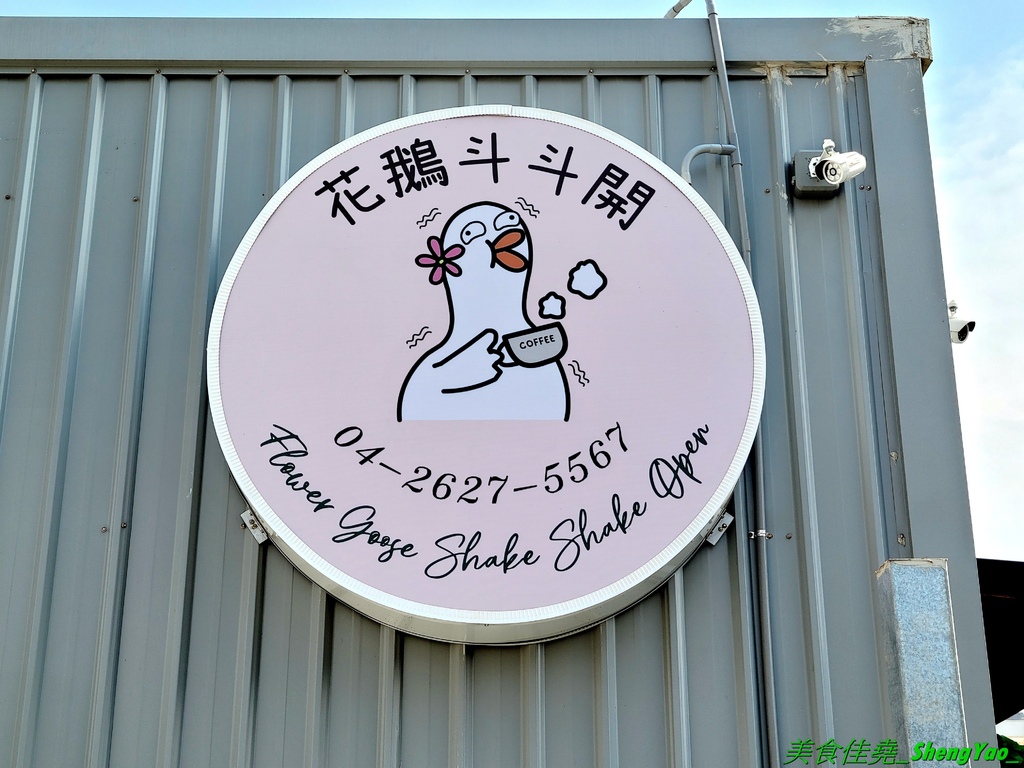 花鵝斗斗開
COFFEE
04-2627-5567
Flower Goose Shake Shake Open
美食佳堯_ShengYao_